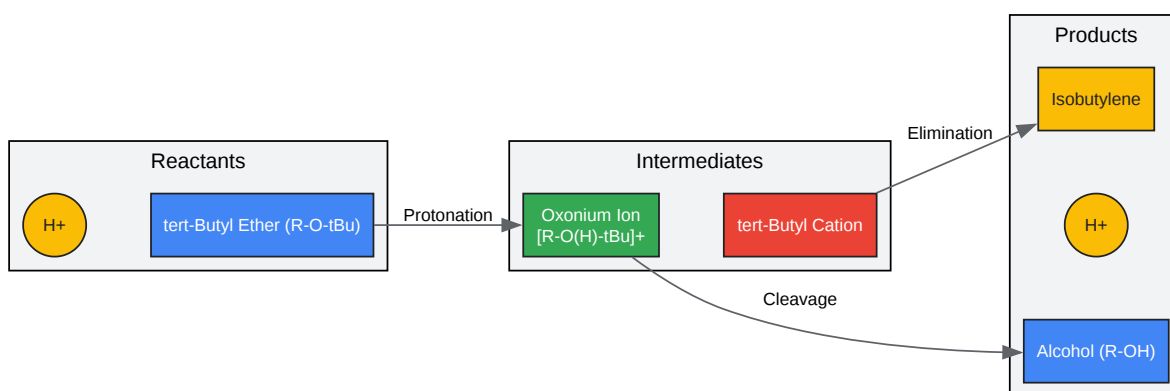 Products
Isobutylene
Elimination
Reactants
Intermediates
H+
tert-Butyl Ether (R-O-tBu)
Protonation
Oxonium Ion
[R-O(H)-tBu]+
tert-Butyl Cation
H+
Cleavage
Alcohol (R-OH)